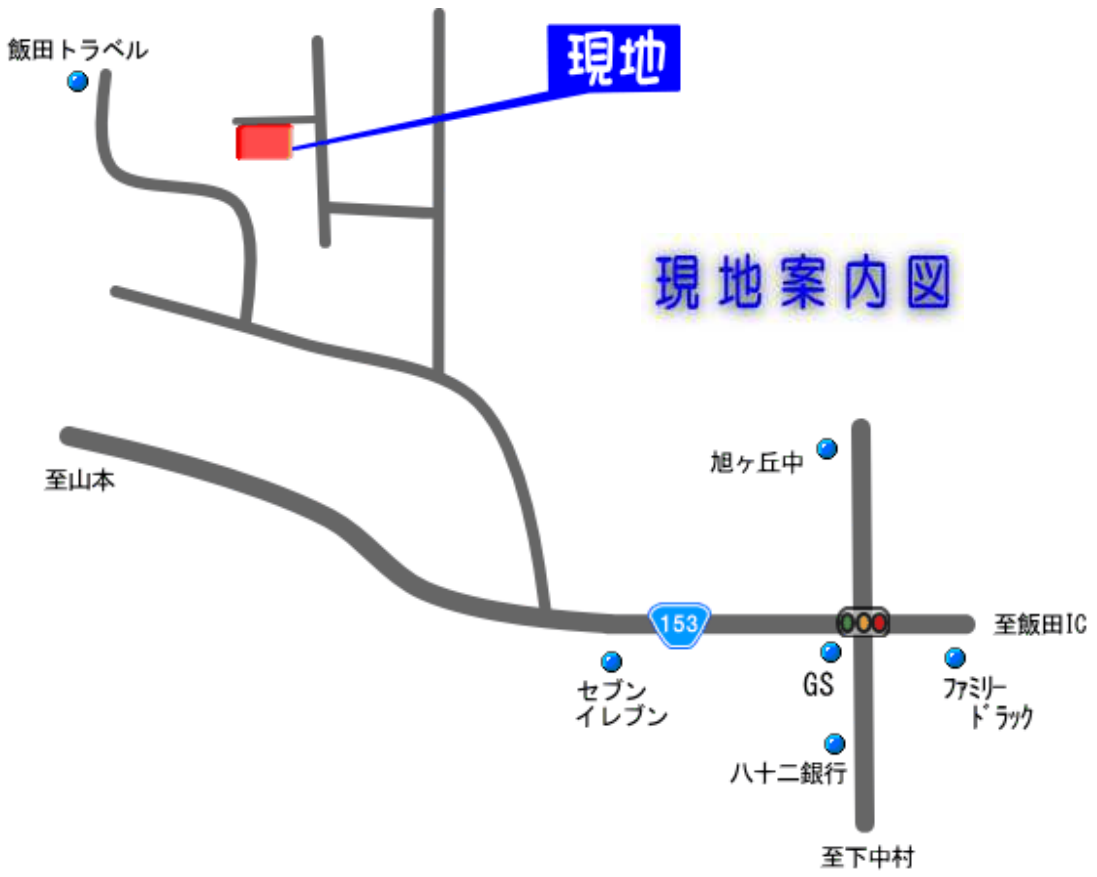 飯田トラベル
現地
現地案内図
至山本
旭ヶ丘中
153
至飯田IC
セブン
イレブン
GS
ファミリー
ドラック
八十二銀行
至下中村